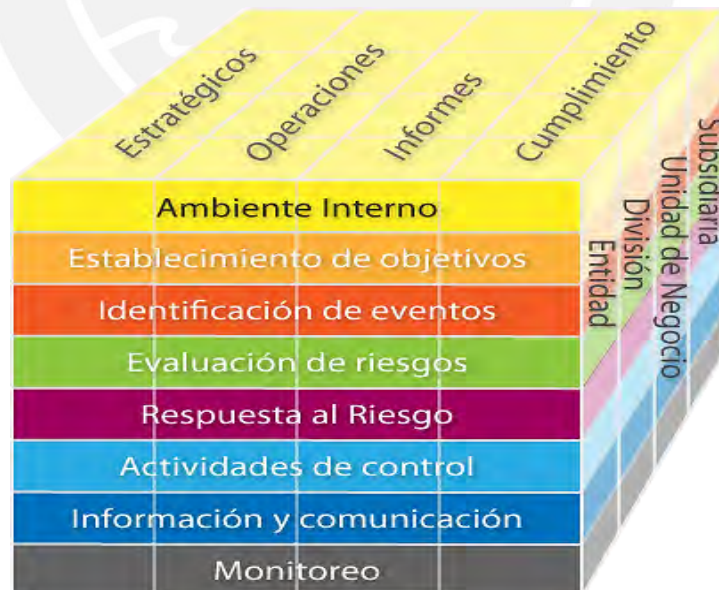 Estratégicos
Operaciones
Informes
Cumplimiento
Ambiente Interno
Establecimiento de objetivos
Identificación de eventos
Evaluación de riesgos
Respuesta al Riesgo
Actividades de control
Información y comunicación
Monitoreo
Entidad
División
Unidad de Negocio
Subsidiaria